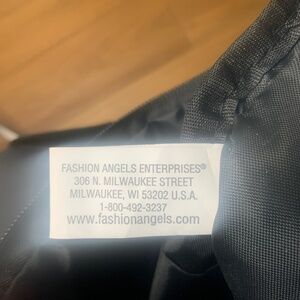 FASHION ANGELS ENTERPRISES®
306 N. MILWAUKEE STREET
MILWAUKEE, WI 53202 U.S.A.
1-800-492-3237
www.fashionangels.com